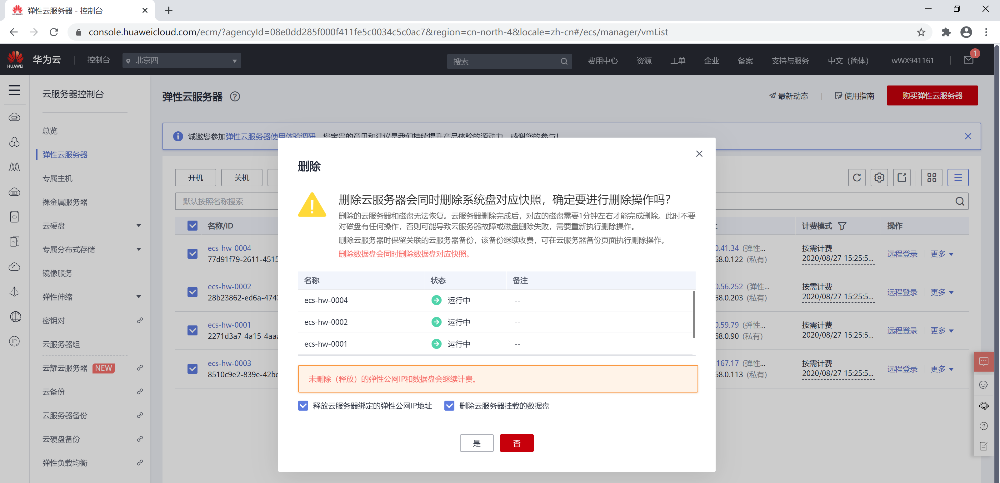 弹性云服务器 - 控制台
console.huaweicloud.com/ecm/?agencyId=08e0dd285f000f411fe5c0034c5c0ac7&region=cn-north-4&locale=zh-cn#/ecs/manager/vmList
HUAWEI
华为云
控制台
北京四
搜索
费用中心
资源
工单
企业
备案
支持与服务
中文（简体）
wWX941161
1
云服务器控制台
总览
弹性云服务器
专属主机
裸金属服务器
云硬盘
专属分布式存储
镜像服务
弹性伸缩
密钥对
云服务器组
云耀云服务器 NEW
云备份
云服务器备份
云硬盘备份
弹性负载均衡
弹性云服务器
最新动态
使用指南
购买弹性云服务器
诚邀您参加弹性云服务器使用体验调研，您宝贵的意见和建议是我们持续提升产品体验的源动力，感谢您的参与！
开机
关机
默认按照名称搜索
名称/ID
计费模式
操作
ecs-hw-0004
77d91f79-2611-4515
0.41.34 (弹性...
68.0.122 (私有)
按需计费
2020/08/27 15:25:5...
远程登录
更多
ecs-hw-0002
28b23862-ed6a-474
0.56.252 (弹性...
68.0.203 (私有)
按需计费
2020/08/27 15:25:5...
远程登录
更多
ecs-hw-0001
2271d3a7-4a15-4aaa
0.59.79 (弹性...
68.0.90 (私有)
按需计费
2020/08/27 15:25:5...
远程登录
更多
ecs-hw-0003
8510c9e2-839e-42be
.167.17 (弹性...
68.0.113 (私有)
按需计费
2020/08/27 15:25:5...
远程登录
更多
删除
删除云服务器会同时删除系统盘对应快照，确定要进行删除操作吗？
删除的云服务器和磁盘无法恢复。云服务器删除完成后，对应的磁盘需要1分钟左右才能完成删除。此时不要
对磁盘有任何操作，否则可能导致云服务器故障或磁盘删除失败，需要重新执行删除操作。
删除云服务器时保留关联的云服务器备份，该备份继续收费，可在云服务器备份页面执行删除操作。
删除数据盘会同时删除数据盘对应快照。
名称
状态
备注
ecs-hw-0004
运行中
--
ecs-hw-0002
运行中
--
ecs-hw-0001
运行中
--
未删除（释放）的弹性公网IP和数据盘会继续计费。
释放云服务器绑定的弹性公网IP地址
删除云服务器挂载的数据盘
是
否